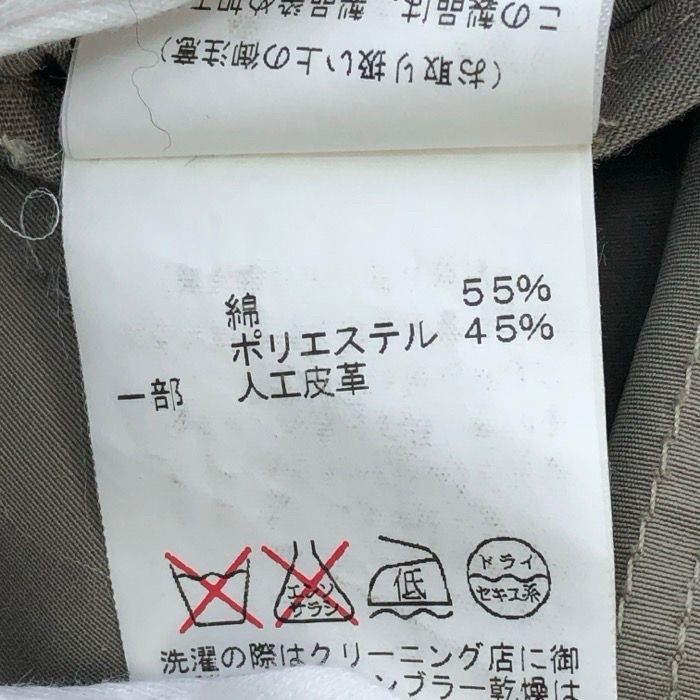 この製品は、製品染め加工
(お取り扱い上の御注意)
綿 55%
ポリエステル 45%
一部 人工皮革
エンソ
サラシ
低
ドライ
セキユ系
洗濯の際はクリーニング店に御
ンブラー乾燥は